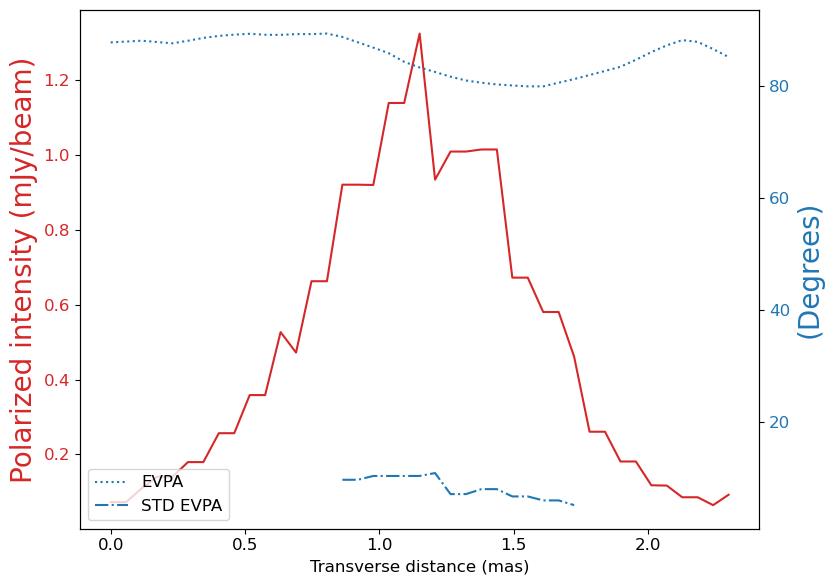 Polarized intensity (mJy/beam)
1.2
1.0
0.8
0.6
0.4
0.2
80
60
40
20
(Degrees)
EVPA
STD EVPA
0.0 0.5 1.0 1.5 2.0
Transverse distance (mas)